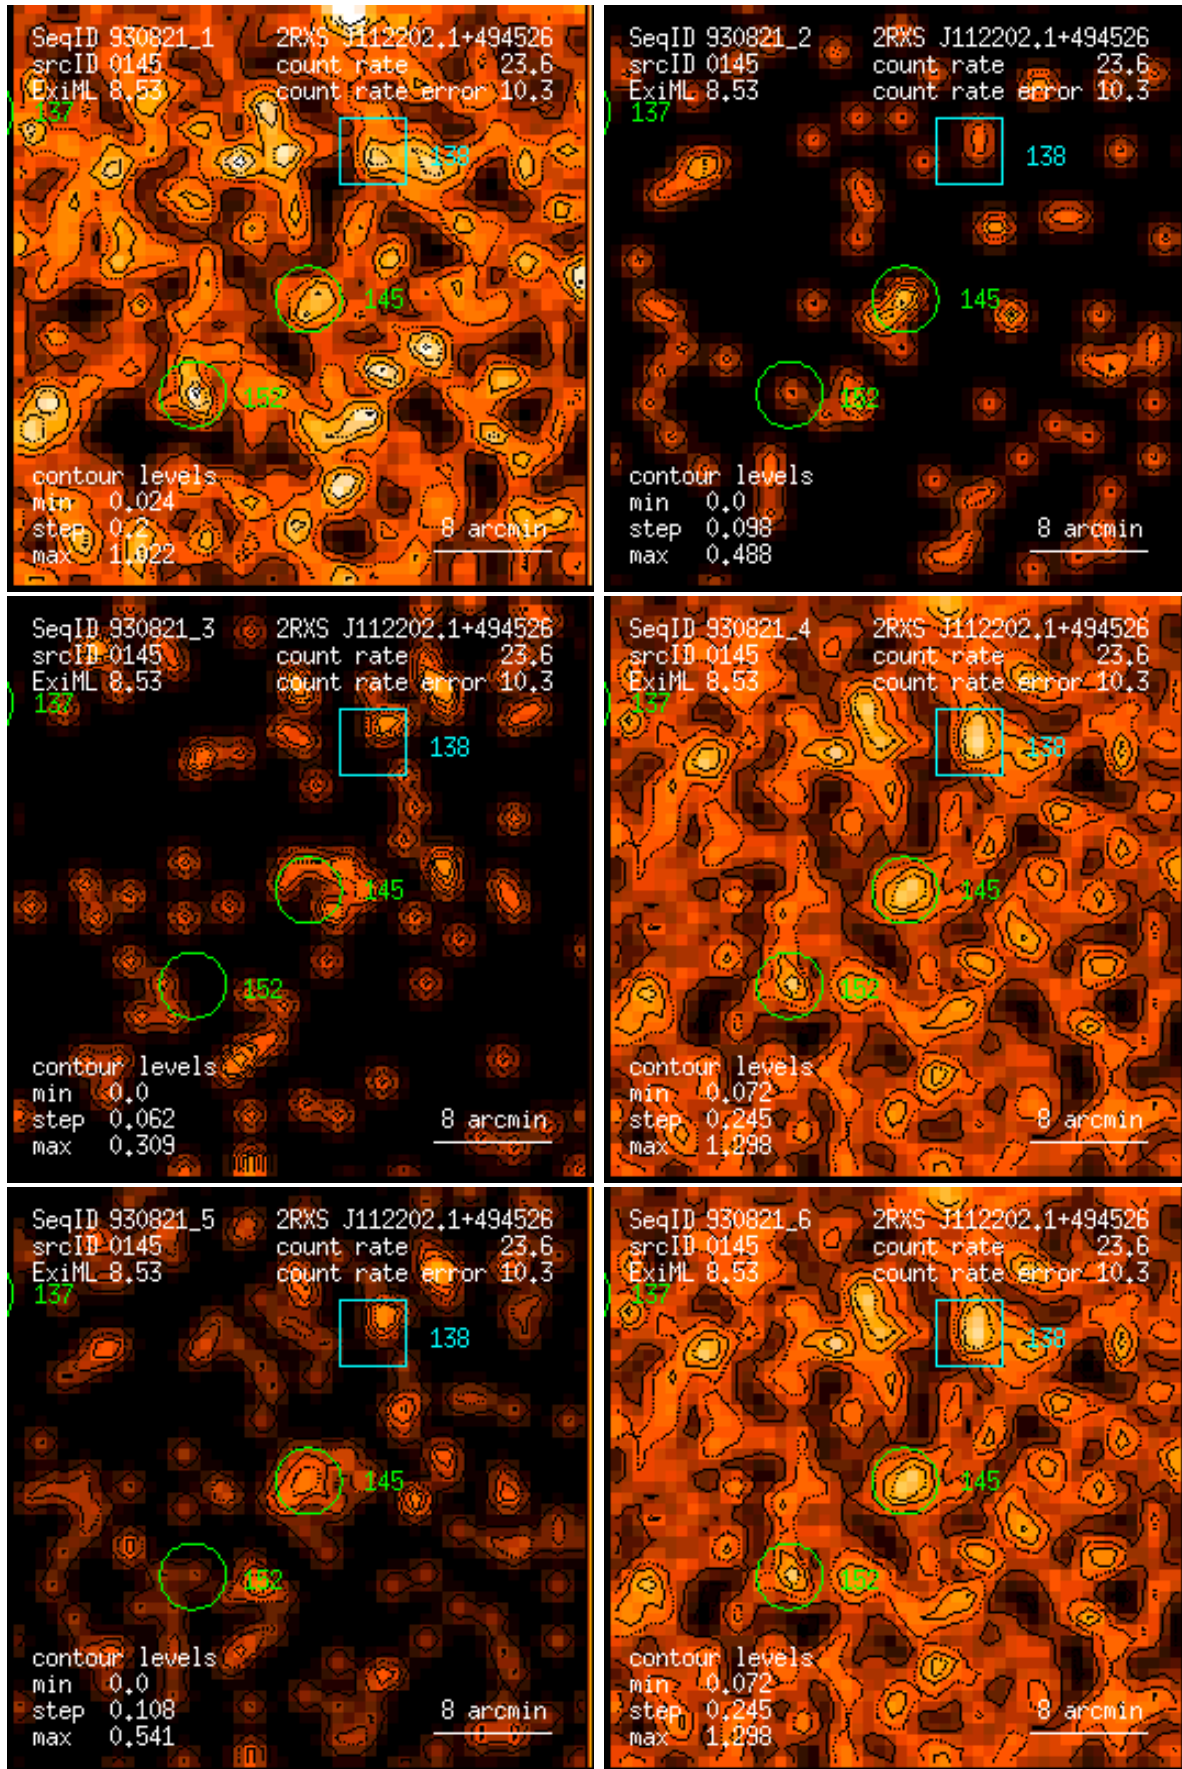 SeqID 930821_1 2RXS J112202.1+494526
srcID 0145 count rate 23.6
ExiML 8.53 count rate error 10.3
137
138
145
152
contour levels
min 0.024
step 0.2 8 arcmin
max 1.022
SeqID 930821_2 2RXS J112202.1+494526
srcID 0145 count rate 23.6
ExiML 8.53 count rate error 10.3
137
138
145
152
contour levels
min 0.0
step 0.098 8 arcmin
max 0.488
SeqID 930821_3 2RXS J112202.1+494526
srcID 0145 count rate 23.6
ExiML 8.53 count rate error 10.3
137
138
145
152
contour levels
min 0.0
step 0.062 8 arcmin
max 0.309
SeqID 930821_4 2RXS J112202.1+494526
srcID 0145 count rate 23.6
ExiML 8.53 count rate error 10.3
137
138
145
152
contour levels
min 0.072
step 0.245 8 arcmin
max 1.298
SeqID 930821_5 2RXS J112202.1+494526
srcID 0145 count rate 23.6
ExiML 8.53 count rate error 10.3
137
138
145
152
contour levels
min 0.0
step 0.108 8 arcmin
max 0.541
SeqID 930821_6 2RXS J112202.1+494526
srcID 0145 count rate 23.6
ExiML 8.53 count rate error 10.3
137
138
145
152
contour levels
min 0.072
step 0.245 8 arcmin
max 1.298